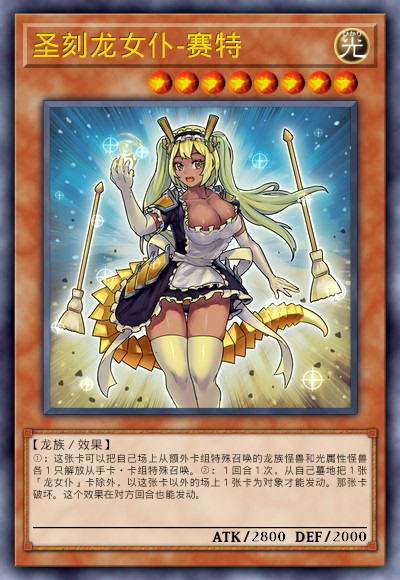 圣刻龙女仆-赛特
光
【龙族／效果】
①：这张卡可以把自己场上从额外卡组特殊召唤的龙族怪兽和光属性怪兽
各1只解放从手卡・卡组特殊召唤。②：1回合1次，从自己墓地把1张
「龙女仆」卡除外，以这张卡以外的场上1张卡为对象才能发动。那张卡
破坏。这个效果在对方回合也能发动。
ATK/2800 DEF/2000